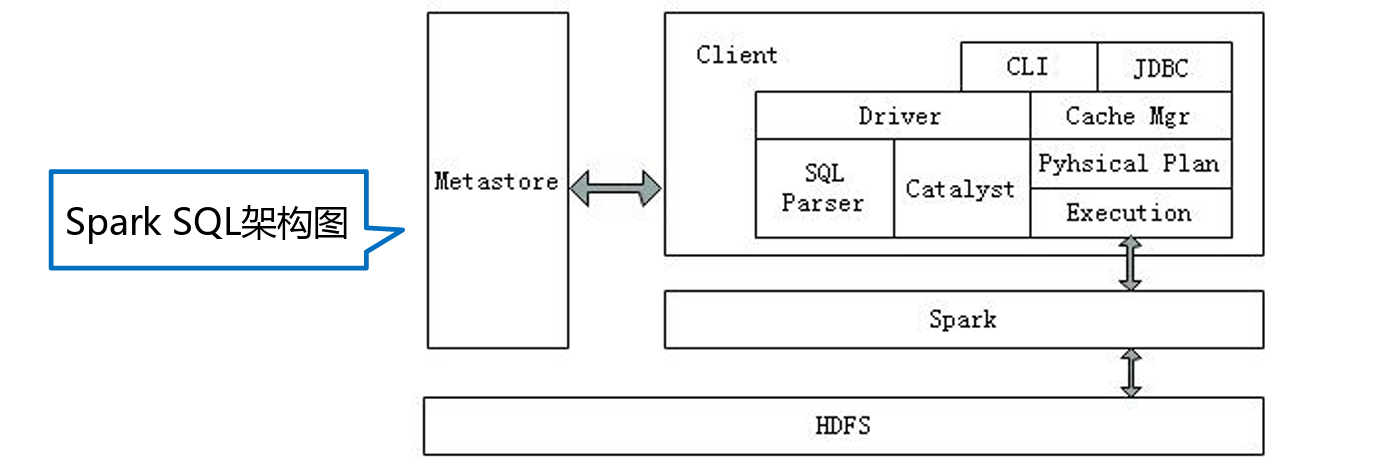 Spark SQL架构图
Metastore
Client
CLI
JDBC
Driver
Cache Mgr
SQL
Parser
Catalyst
Pyhsical Plan
Execution
Spark
HDFS